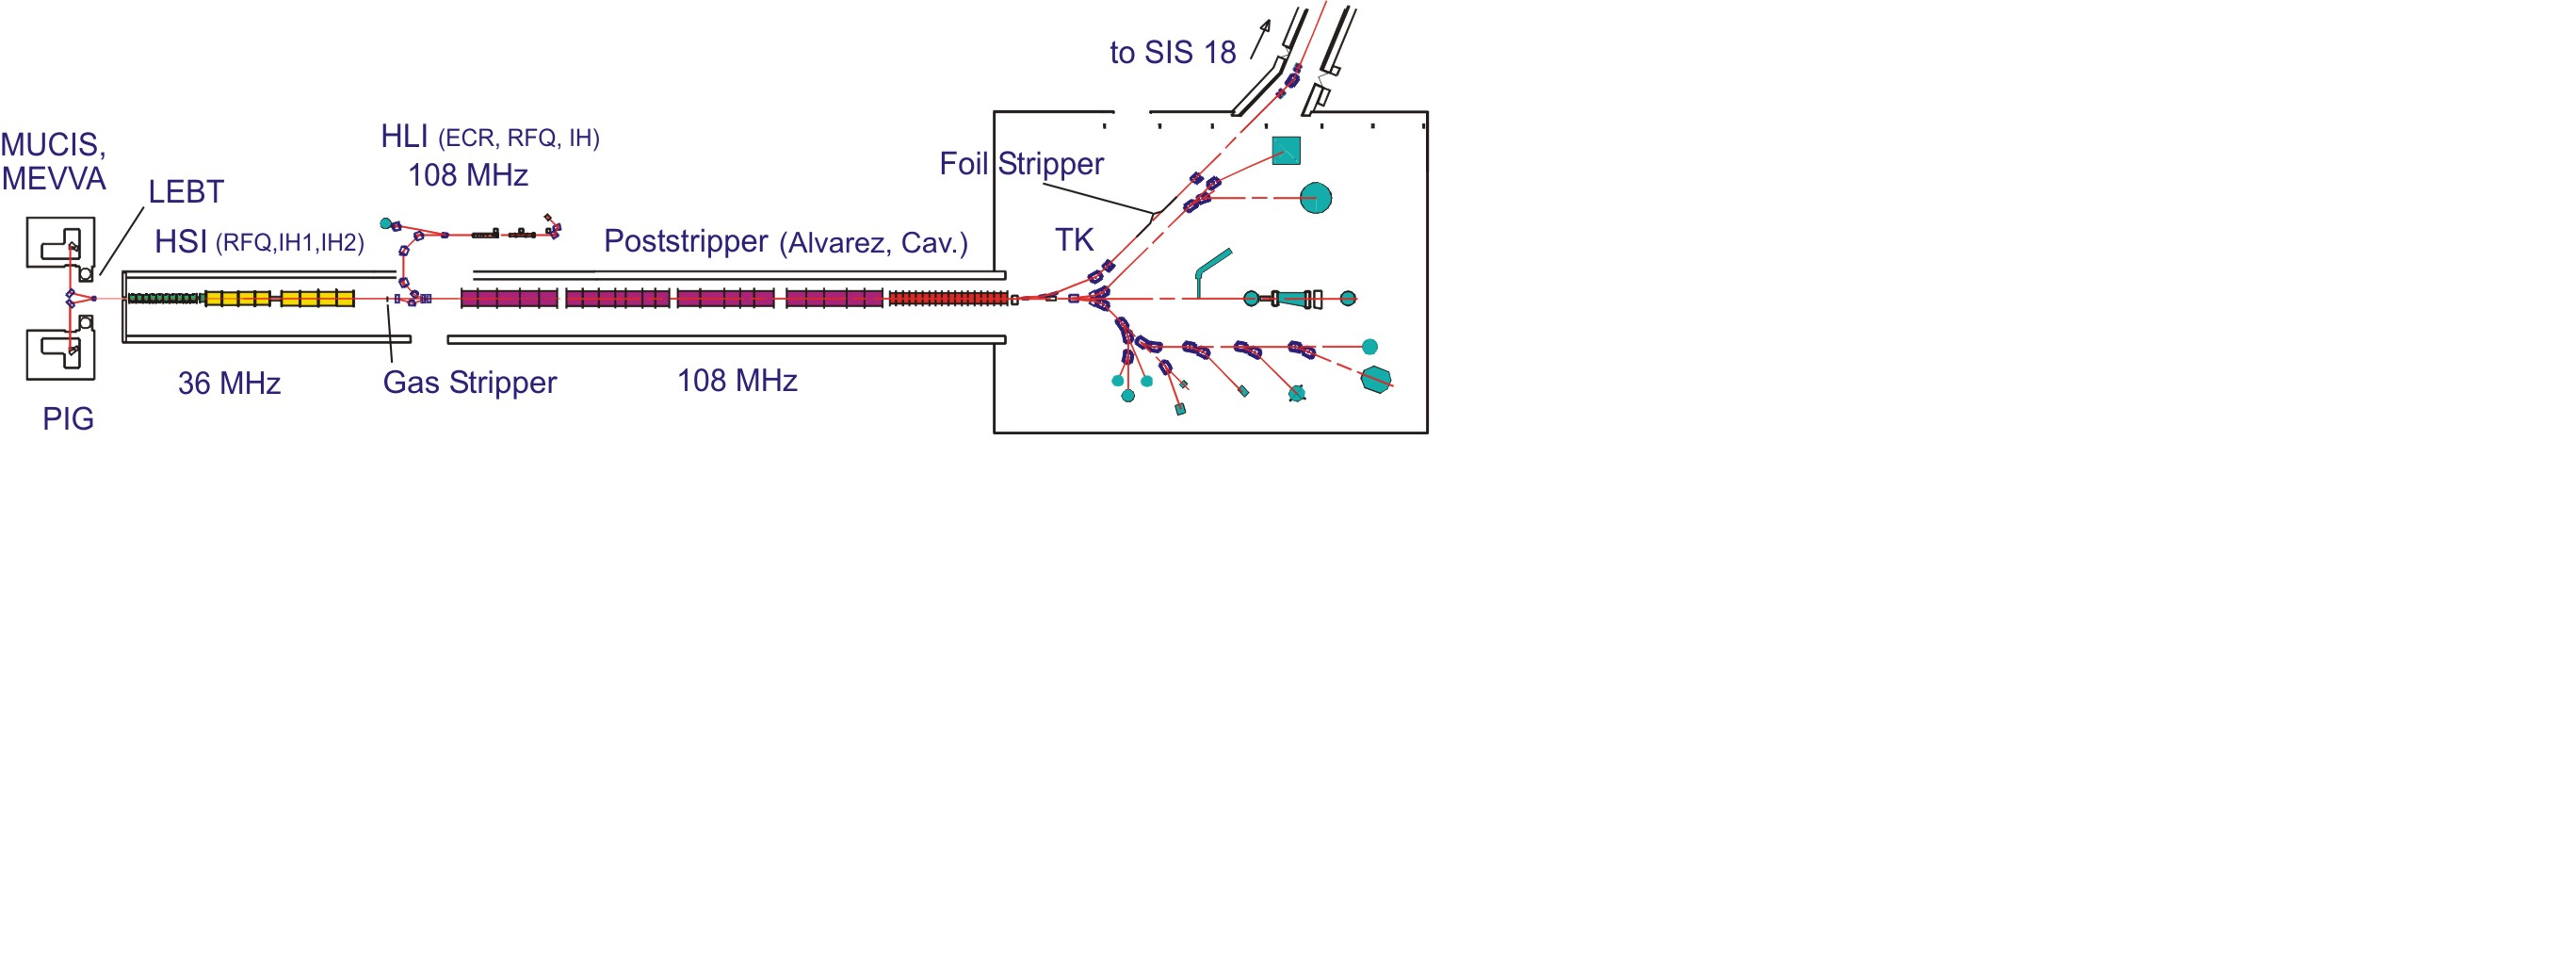 to SIS 18
MUCIS,
MEVVA
LEBT
HLI (ECR, RFQ, IH)
108 MHz
Foil Stripper
HSI (RFQ,IH1,IH2)
Poststripper (Alvarez, Cav.)
TK
36 MHz
Gas Stripper
108 MHz
PIG